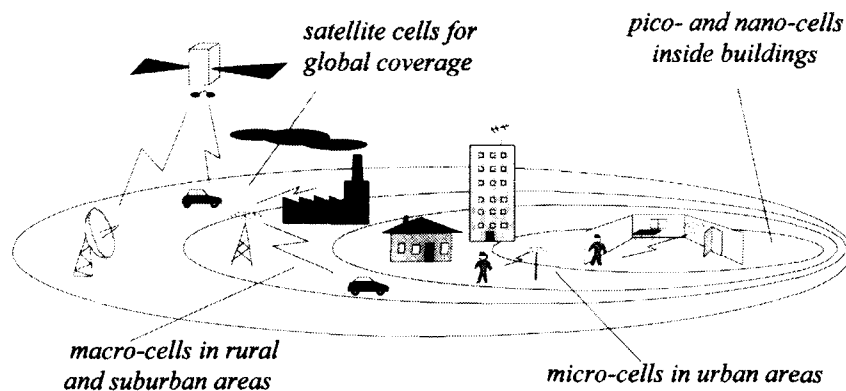 satellite cells for
global coverage
pico- and nano-cells
inside buildings
macro-cells in rural
and suburban areas
micro-cells in urban areas